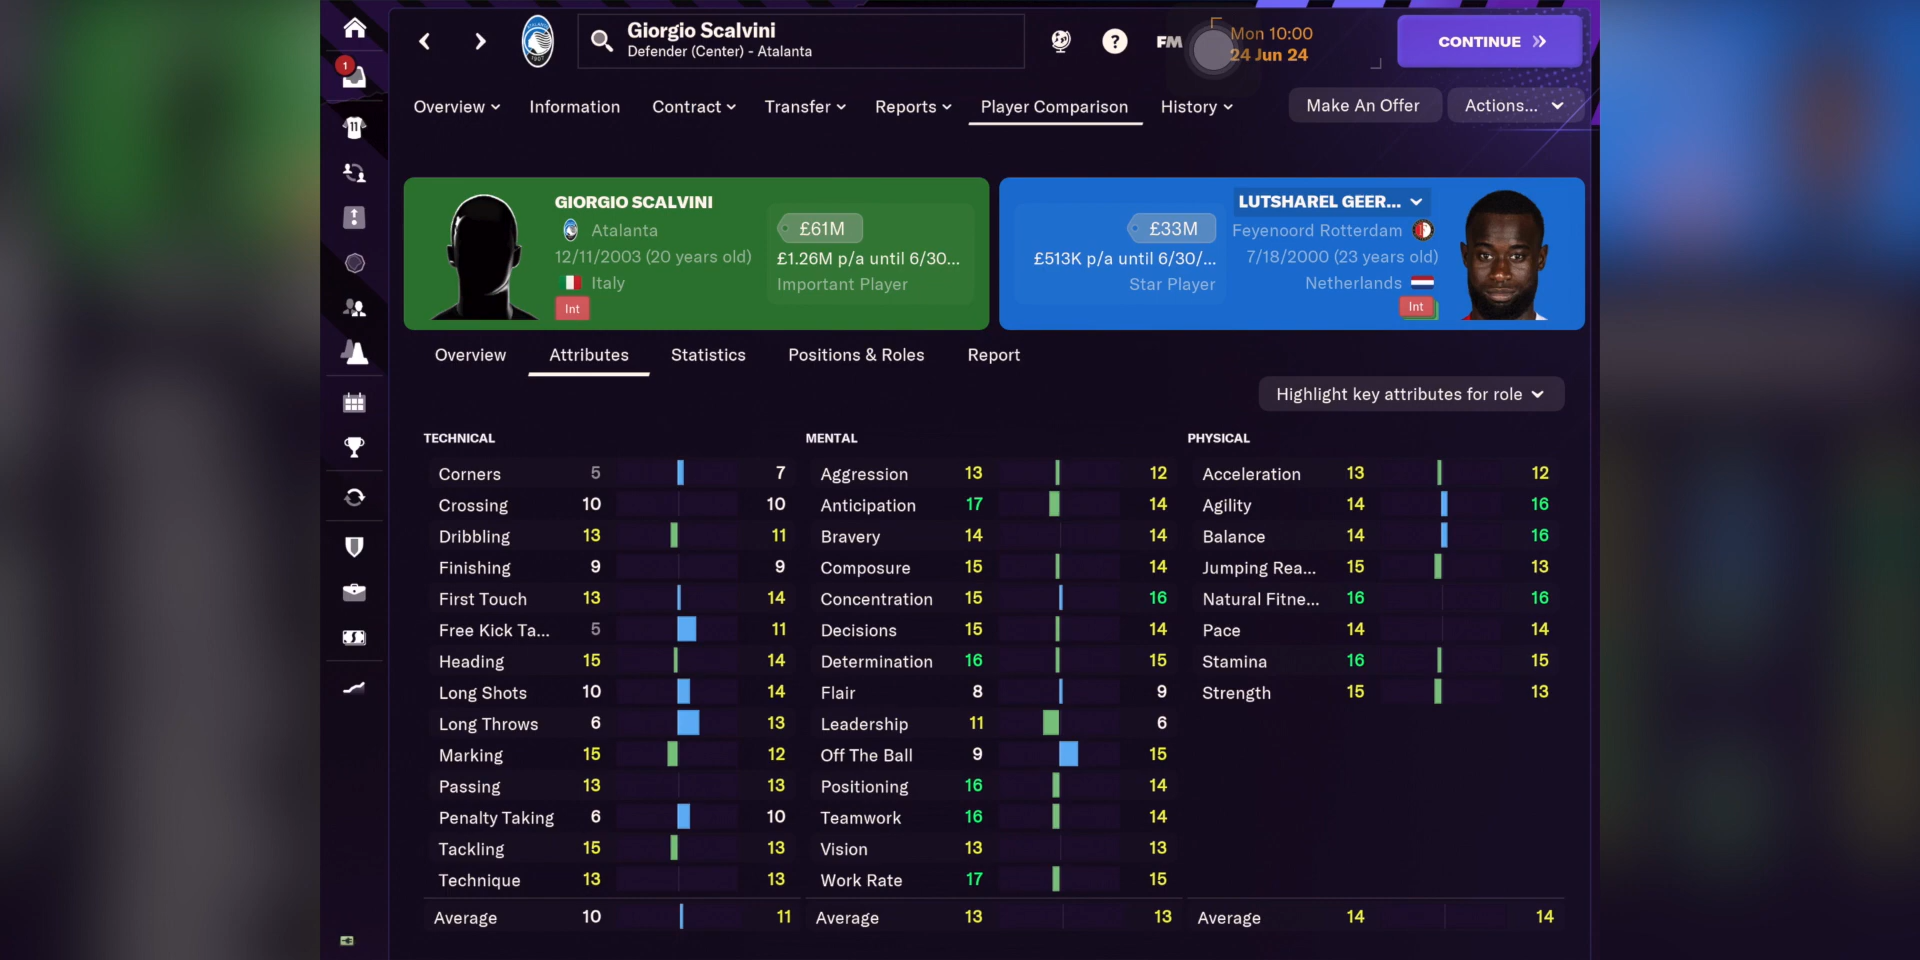 Giorgio Scalvini
Defender (Center) - Atalanta
FM
Mon 10:00
24 Jun 24
CONTINUE
1
11
Overview
Information
Contract
Transfer
Reports
Player Comparison
History
Make An Offer
Actions...
GIORGIO SCALVINI
Atalanta
12/11/2003 (20 years old)
Italy
Int
£61M
£1.26M p/a until 6/30...
Important Player
LUTSHAREL GEER...
Feyenoord Rotterdam
7/18/2000 (23 years old)
Netherlands
Int
£33M
£513K p/a until 6/30/...
Star Player
Overview
Attributes
Statistics
Positions & Roles
Report
Highlight key attributes for role
TECHNICAL
Corners 5 7
Crossing 10 10
Dribbling 13 11
Finishing 9 9
First Touch 13 14
Free Kick Ta... 5 11
Heading 15 14
Long Shots 10 14
Long Throws 6 13
Marking 15 12
Passing 13 13
Penalty Taking 6 10
Tackling 15 13
Technique 13 13
Average 10 11
MENTAL
Aggression 13 12
Anticipation 17 14
Bravery 14 14
Composure 15 14
Concentration 15 16
Decisions 15 14
Determination 16 15
Flair 8 9
Leadership 11 6
Off The Ball 9 15
Positioning 16 14
Teamwork 16 14
Vision 13 13
Work Rate 17 15
Average 13 13
PHYSICAL
Acceleration 13 12
Agility 14 16
Balance 14 16
Jumping Rea... 15 13
Natural Fitne... 16 16
Pace 14 14
Stamina 16 15
Strength 15 13
Average 14 14